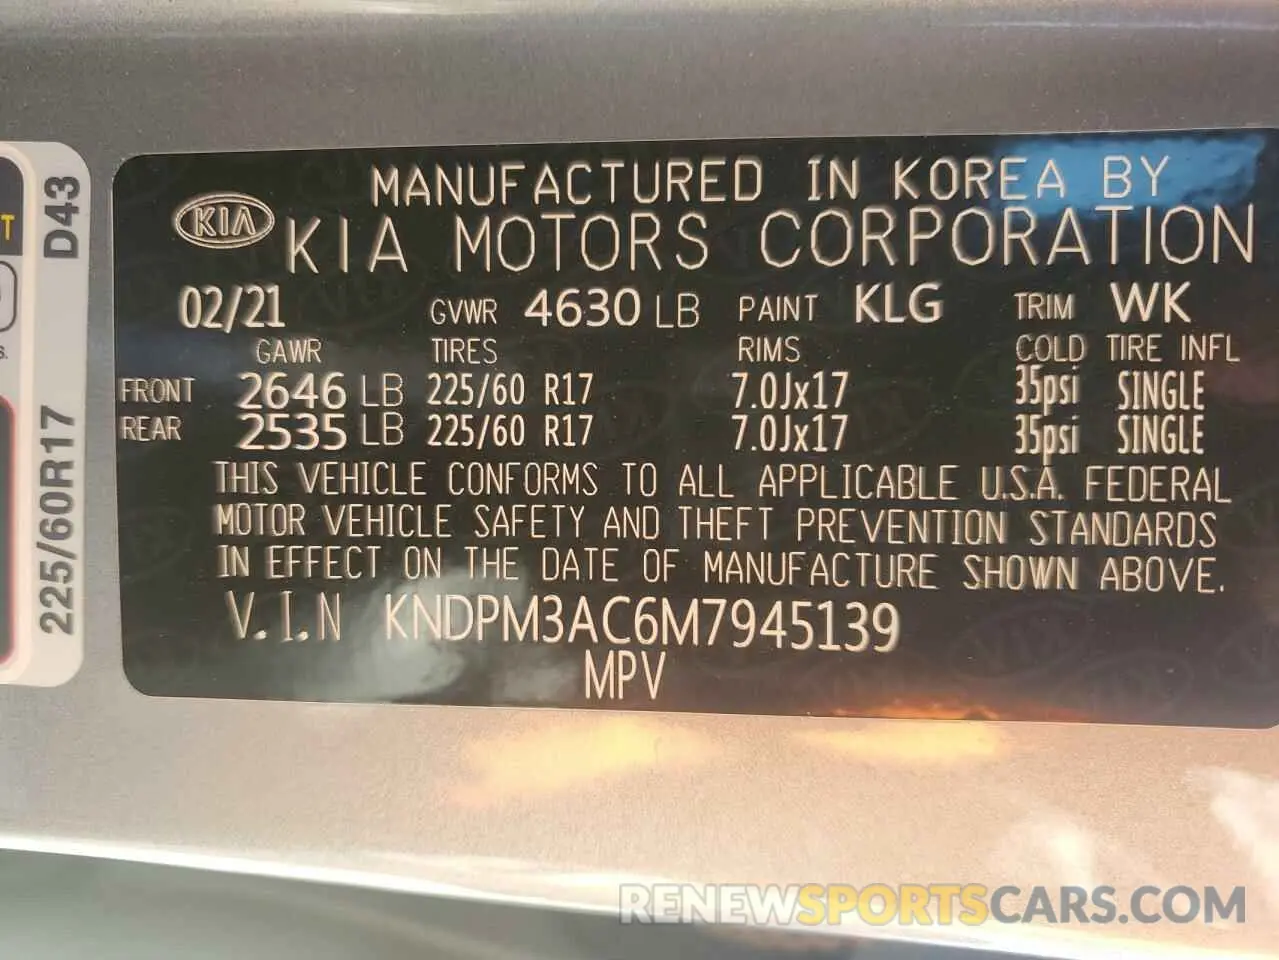 MANUFACTURED IN KOREA BY
KIA KIA MOTORS CORPORATION
02/21 GVWR 4630 LB PAINT KLG TRIM WK
GAWR TIRES RIMS COLD TIRE INFL
FRONT 2646 LB 225/60 R17 7.0Jx17 35psi SINGLE
REAR 2535 LB 225/60 R17 7.0Jx17 35psi SINGLE
THIS VEHICLE CONFORMS TO ALL APPLICABLE U.S.A. FEDERAL
MOTOR VEHICLE SAFETY AND THEFT PREVENTION STANDARDS
IN EFFECT ON THE DATE OF MANUFACTURE SHOWN ABOVE.
V.I.N KNDPM3AC6M7945139
MPV
225/60R17 D43
RENEWSPORTSCARS.COM